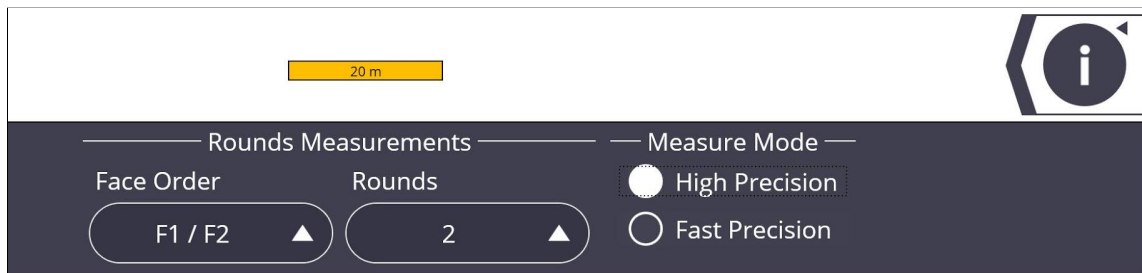 20 m
i
Rounds Measurements
Measure Mode
Face Order
Rounds
High Precision
F1 / F2
2
Fast Precision